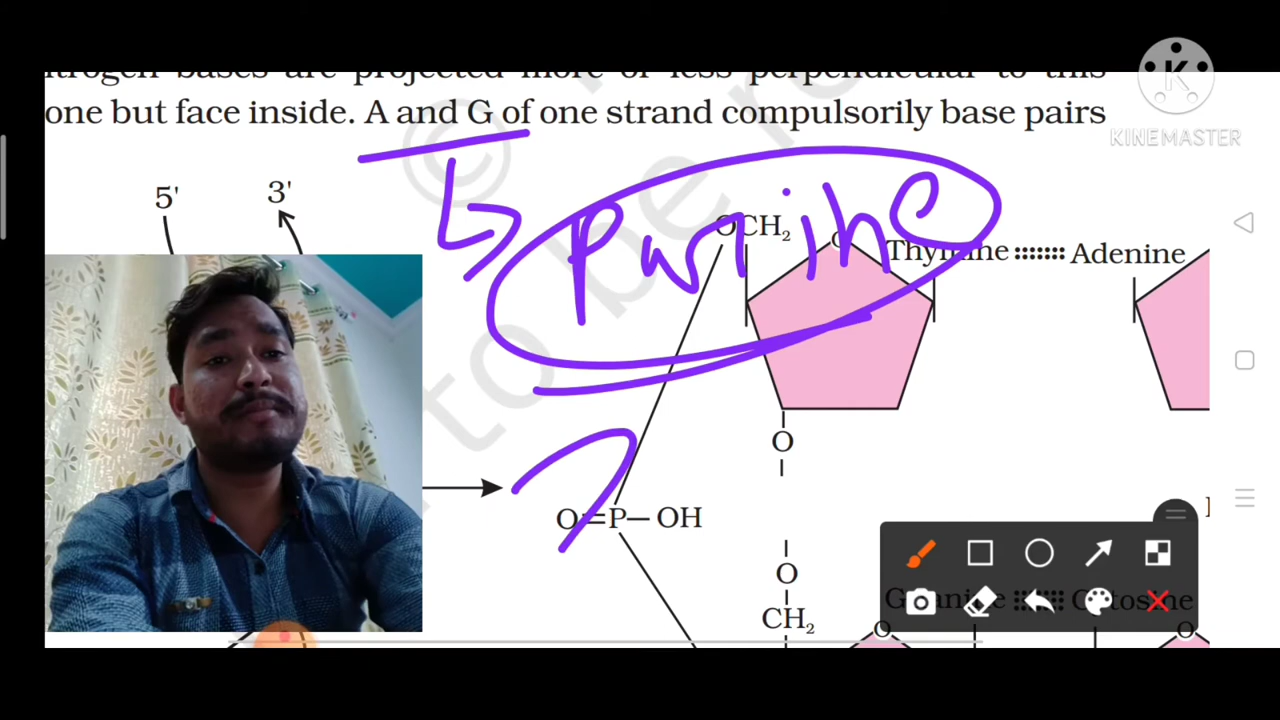 one but face inside. A and G of one strand compulsorily base pairs
KINEMASTER
5' 3'
Purine
OCH2
Thymine Adenine
O
O=P—OH
O
CH2
O
O